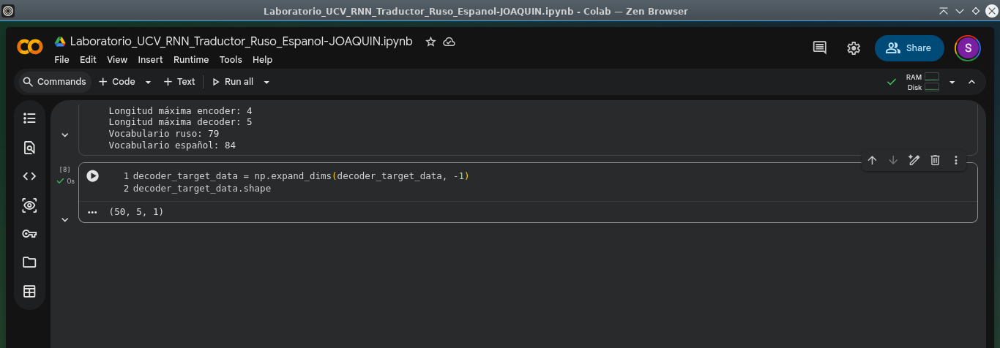 Laboratorio_UCV_RNN_Traductor_Ruso_Espanol-JOAQUIN.ipynb - Colab — Zen Browser
Laboratorio_UCV_RNN_Traductor_Ruso_Espanol-JOAQUIN.ipynb
File Edit View Insert Runtime Tools Help
Share
S
Commands + Code + Text Run all
RAM
Disk
Longitud máxima encoder: 4
Longitud máxima decoder: 5
Vocabulario ruso: 79
Vocabulario español: 84
[8]
0s
1 decoder_target_data = np.expand_dims(decoder_target_data, -1)
2 decoder_target_data.shape
(50, 5, 1)